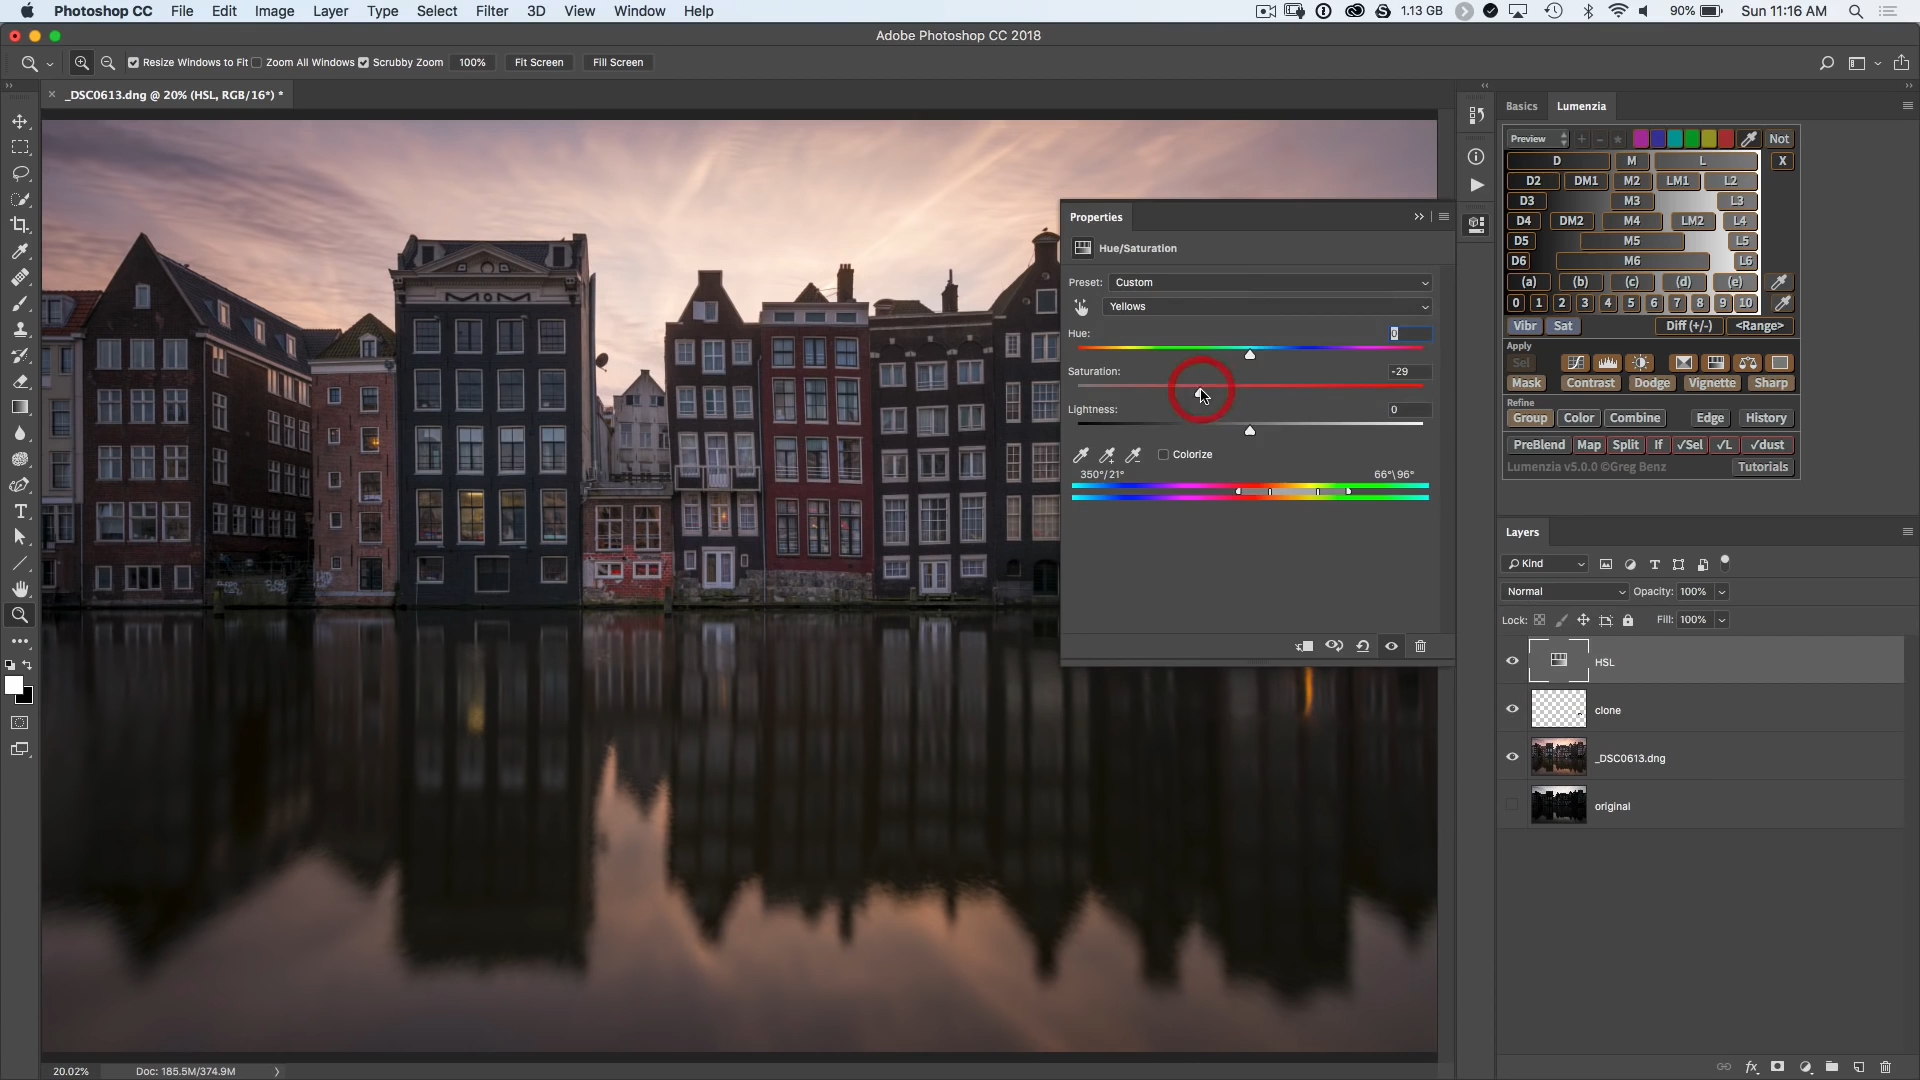 Photoshop CC File Edit Image Layer Type Select Filter 3D View Window Help 1.13 GB 90% Sun 11:16 AM
Adobe Photoshop CC 2018
Resize Windows to Fit Zoom All Windows Scrubby Zoom 100% Fit Screen Fill Screen
_DSC0613.dng @ 20% (HSL, RGB/16*) *
MOM
Properties
Hue/Saturation
Preset: Custom
Yellows
Hue: 0
Saturation: -29
Lightness: 0
Colorize
350°/21° 66°\96°
Basics Lumenzia
Preview + - * Not
D M L X
D2 DM1 M2 LM1 L2
D3 M3 L3
D4 DM2 M4 LM2 L4
D5 M5 L5
D6 M6 L6
(a) (b) (c) (d) (e)
0 1 2 3 4 5 6 7 8 9 10
Vibr Sat Diff (+/-) <Range>
Apply
Sel
Mask Contrast Dodge Vignette Sharp
Refine
Group Color Combine Edge History
PreBlend Map Split If √Sel √L √dust
Lumenzia v5.0.0 ©Greg Benz Tutorials
Layers
Kind
Normal Opacity: 100%
Lock: Fill: 100%
HSL
clone
_DSC0613.dng
original
20.02% Doc: 185.5M/374.9M
fx